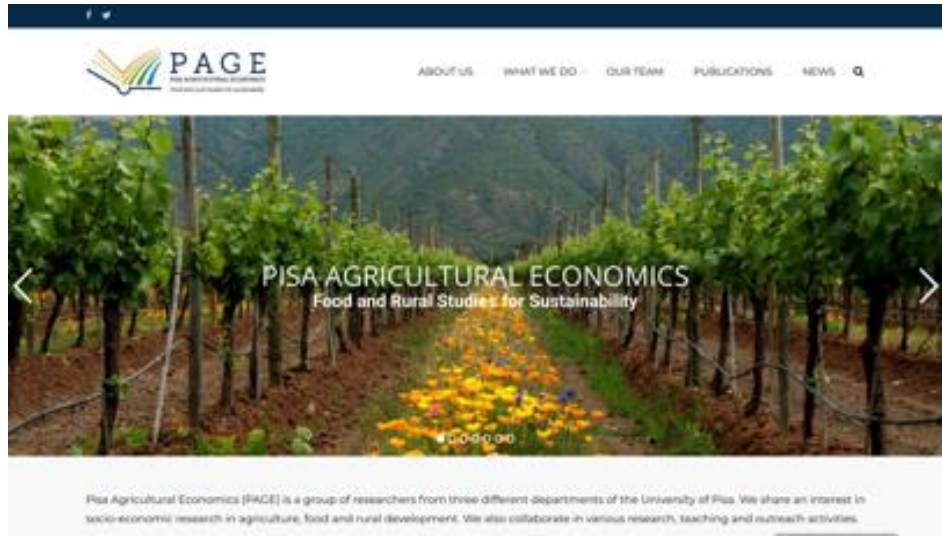 PAGE
PISA AGRICULTURAL ECONOMICS
ABOUT US WHAT WE DO OUR TEAM PUBLICATIONS NEWS
PISA AGRICULTURAL ECONOMICS
Food and Rural Studies for Sustainability
Pisa Agricultural Economics (PAGE) is a group of researchers from three different departments of the University of Pisa. We share an interest in
socio-economic research in agriculture, food and rural development. We also collaborate in various research, teaching and outreach activities.